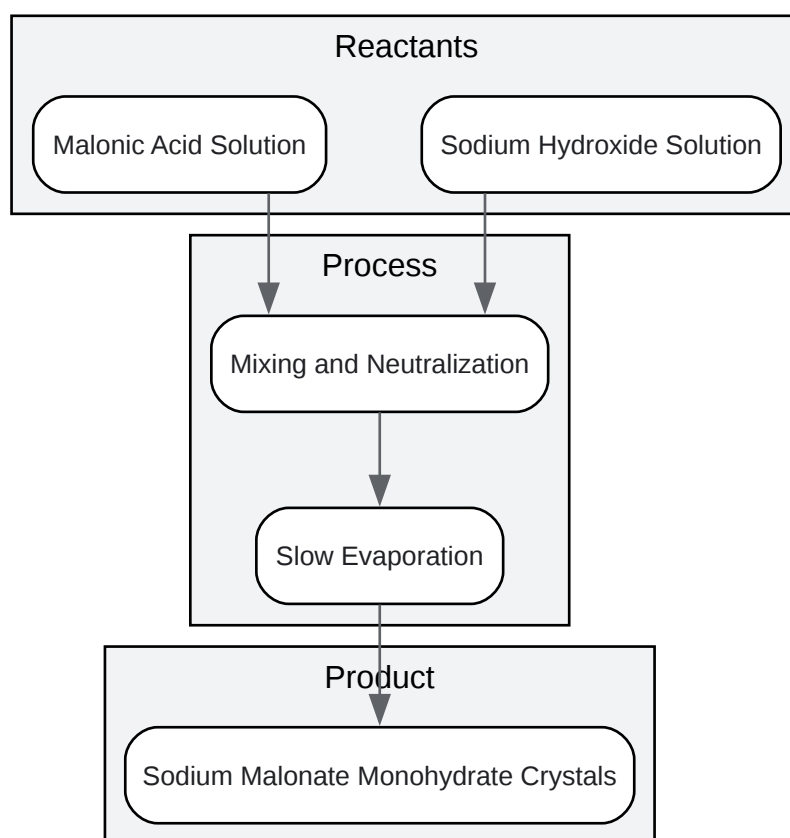 Reactants
Malonic Acid Solution
Sodium Hydroxide Solution
Process
Mixing and Neutralization
Slow Evaporation
Product
Sodium Malonate Monohydrate Crystals